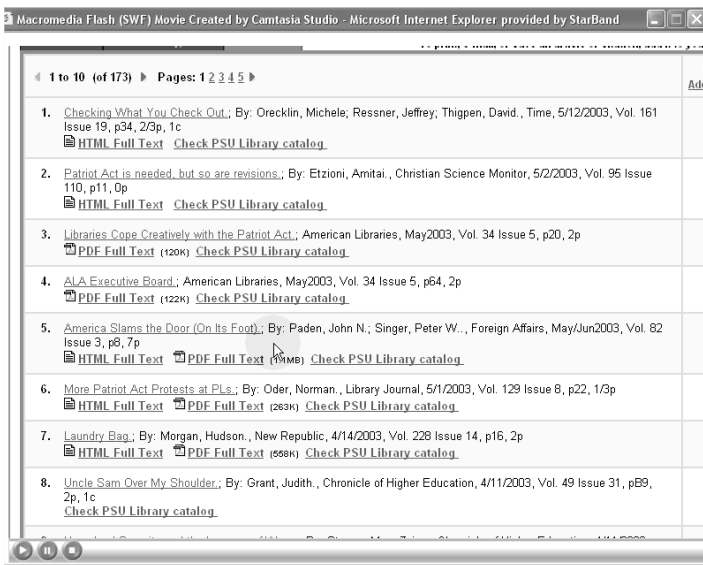 Macromedia Flash (SWF) Movie Created by Camtasia Studio - Microsoft Internet Explorer provided by StarBand
1 to 10 (of 173) Pages: 1 2 3 4 5
Add
1. Checking What You Check Out.; By: Orecklin, Michele; Ressner, Jeffrey; Thigpen, David., Time, 5/12/2003, Vol. 161
Issue 19, p34, 2/3p, 1c
HTML Full Text Check PSU Library catalog
2. Patriot Act is needed, but so are revisions.; By: Etzioni, Amitai., Christian Science Monitor, 5/2/2003, Vol. 95 Issue
110, p11, 0p
HTML Full Text Check PSU Library catalog
3. Libraries Cope Creatively with the Patriot Act.; American Libraries, May2003, Vol. 34 Issue 5, p20, 2p
PDF Full Text (120K) Check PSU Library catalog
4. ALA Executive Board.; American Libraries, May2003, Vol. 34 Issue 5, p64, 2p
PDF Full Text (122K) Check PSU Library catalog
5. America Slams the Door (On Its Foot).; By: Paden, John N.; Singer, Peter W.., Foreign Affairs, May/Jun2003, Vol. 82
Issue 3, p8, 7p
HTML Full Text PDF Full Text (1.1MB) Check PSU Library catalog
6. More Patriot Act Protests at PLs.; By: Oder, Norman., Library Journal, 5/1/2003, Vol. 129 Issue 8, p22, 1/3p
HTML Full Text PDF Full Text (263K) Check PSU Library catalog
7. Laundry Bag.; By: Morgan, Hudson., New Republic, 4/14/2003, Vol. 228 Issue 14, p16, 2p
HTML Full Text PDF Full Text (558K) Check PSU Library catalog
8. Uncle Sam Over My Shoulder.; By: Grant, Judith., Chronicle of Higher Education, 4/11/2003, Vol. 49 Issue 31, pB9,
2p, 1c
Check PSU Library catalog